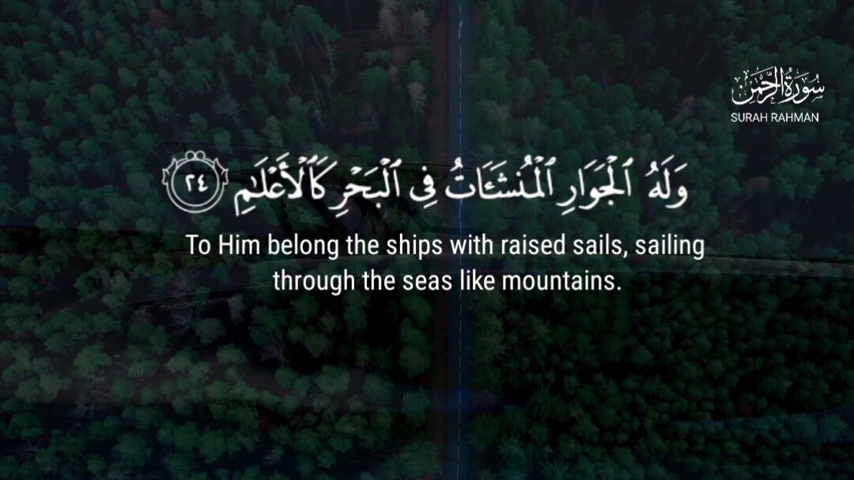 سُورَةُ الرَّحْمَٰن
SURAH RAHMAN
وَلَهُ ٱلْجَوَارِ ٱلْمُنشَـَٔاتُ فِى ٱلْبَحْرِ كَٱلْأَعْلَـٰمِ ٢٤
To Him belong the ships with raised sails, sailing
through the seas like mountains.